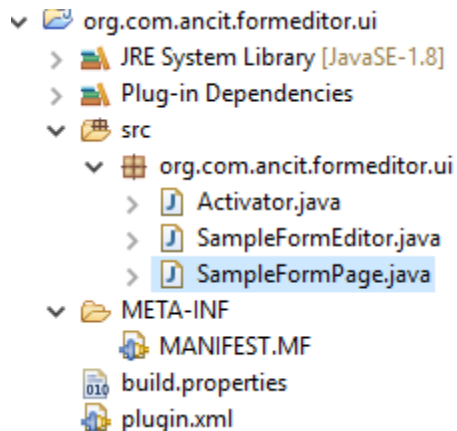 org.com.ancit.formeditor.ui
JRE System Library [JavaSE-1.8]
Plug-in Dependencies
src
org.com.ancit.formeditor.ui
Activator.java
SampleFormEditor.java
SampleFormPage.java
META-INF
MANIFEST.MF
build.properties
plugin.xml